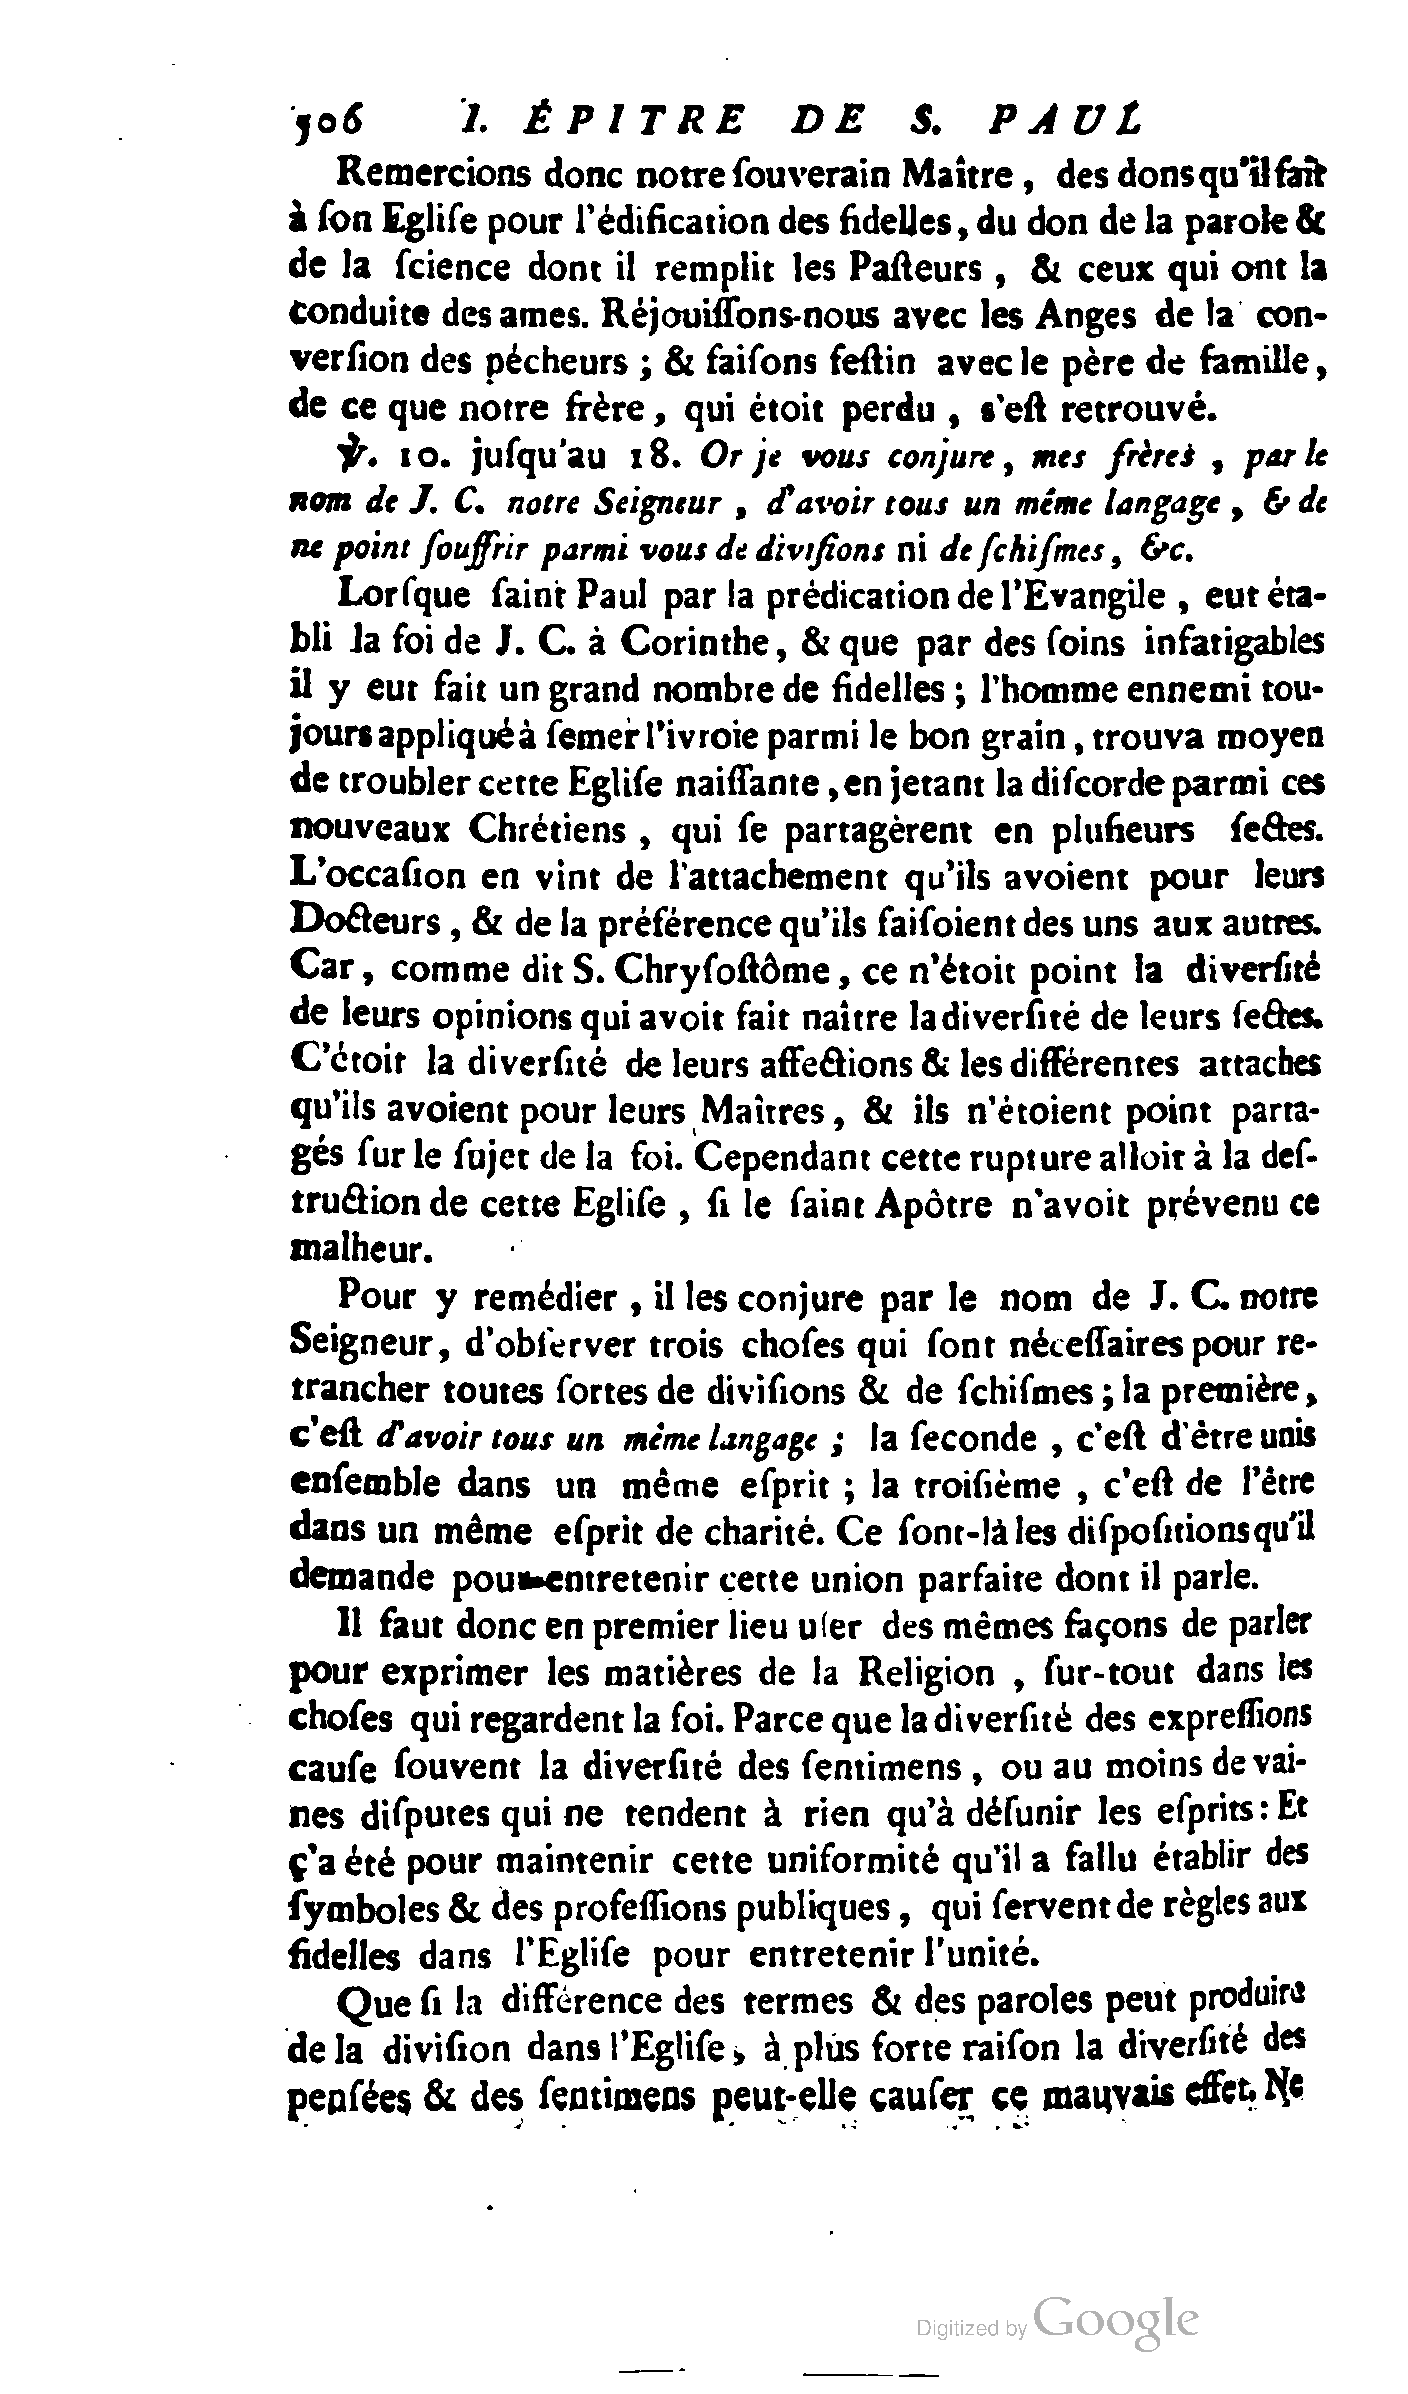 506 I. ÉPITRE DE S. PAUL
Remercions donc notre ſouverain Maître, des dons qu'il fait
à ſon Egliſe pour l'édification des fidelles, du don de la parole &
de la ſcience dont il remplit les Paſteurs, & ceux qui ont la
conduite des ames. Réjouiſſons-nous avec les Anges de la con-
verſion des pécheurs ; & faiſons feſtin avec le père de famille,
de ce que notre frère, qui étoit perdu, s'eſt retrouvé.
℣. 10. juſqu'au 18. Or je vous conjure, mes frères, par le
nom de J. C. notre Seigneur, d'avoir tous un même langage, & de
ne point ſouffrir parmi vous de diviſions ni de ſchiſmes, &c.
Lorſque ſaint Paul par la prédication de l'Evangile, eut éta-
bli la foi de J. C. à Corinthe, & que par des ſoins infatigables
il y eut fait un grand nombre de fidelles ; l'homme ennemi tou-
jours appliqué à ſemer l'ivroie parmi le bon grain, trouva moyen
de troubler cette Egliſe naiſſante, en jetant la diſcorde parmi ces
nouveaux Chrétiens, qui ſe partagèrent en pluſieurs ſectes.
L'occaſion en vint de l'attachement qu'ils avoient pour leurs
Docteurs, & de la préférence qu'ils faiſoient des uns aux autres.
Car, comme dit S. Chryſoſtôme, ce n'étoit point la diverſité
de leurs opinions qui avoit fait naître la diverſité de leurs ſectes.
C'étoit la diverſité de leurs affections & les différentes attaches
qu'ils avoient pour leurs Maîtres, & ils n'étoient point parta-
gés ſur le ſujet de la foi. Cependant cette rupture alloit à la deſ-
truction de cette Egliſe, ſi le ſaint Apôtre n'avoit prévenu ce
malheur.
Pour y remédier, il les conjure par le nom de J. C. notre
Seigneur, d'obſerver trois choſes qui ſont néceſſaires pour re-
trancher toutes ſortes de diviſions & de ſchiſmes ; la première,
c'eſt d'avoir tous un même langage ; la ſeconde, c'eſt d'être unis
enſemble dans un même eſprit ; la troiſième, c'eſt de l'être
dans un même eſprit de charité. Ce ſont-là les diſpoſitions qu'il
demande pour entretenir cette union parfaite dont il parle.
Il faut donc en premier lieu uſer des mêmes façons de parler
pour exprimer les matières de la Religion, ſur-tout dans les
choſes qui regardent la foi. Parce que la diverſité des expreſſions
cauſe ſouvent la diverſité des ſentimens, ou au moins de vai-
nes diſputes qui ne tendent à rien qu'à déſunir les eſprits : Et
ç'a été pour maintenir cette uniformité qu'il a fallu établir des
ſymboles & des profeſſions publiques, qui ſervent de règles aux
fidelles dans l'Egliſe pour entretenir l'unité.
Que ſi la différence des termes & des paroles peut produire
de la diviſion dans l'Egliſe, à plus forte raiſon la diverſité des
penſées & des ſentimens peut-elle cauſer ce mauvais effet. Ne
Digitized by Google